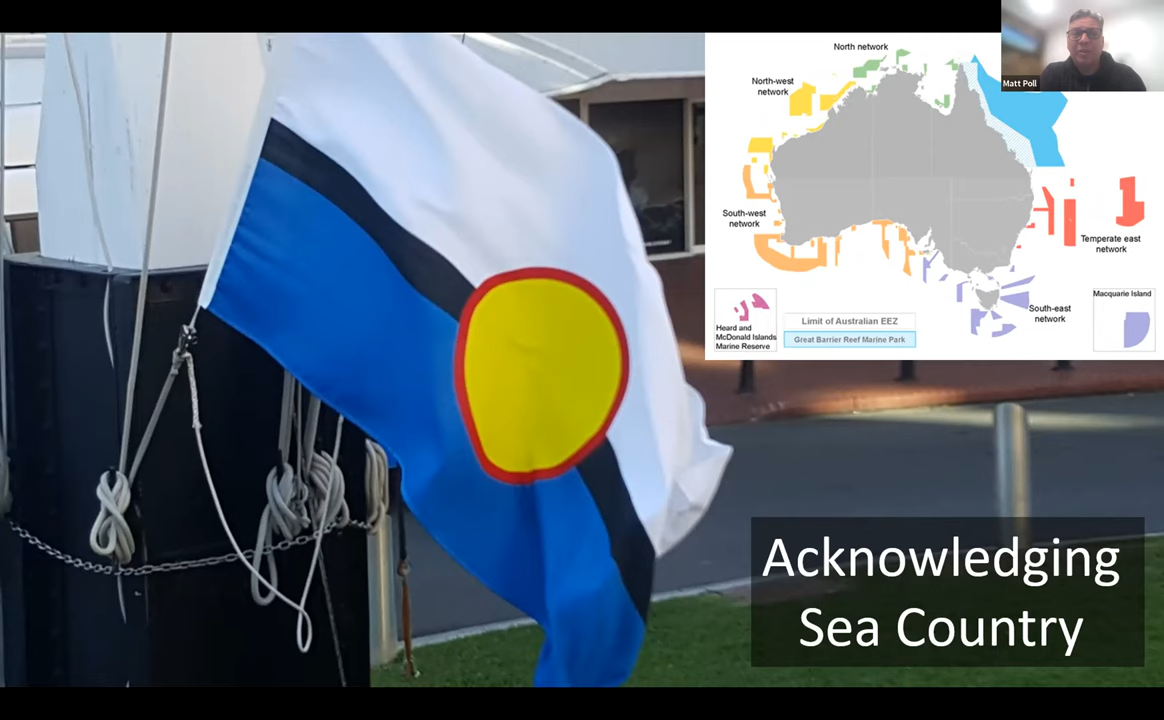 Matt Poll
North network
North-west
network
South-west
network
Temperate east
network
South-east
network
Macquarie Island
Heard and
McDonald Islands
Marine Reserve
Limit of Australian EEZ
Great Barrier Reef Marine Park
Acknowledging
Sea Country